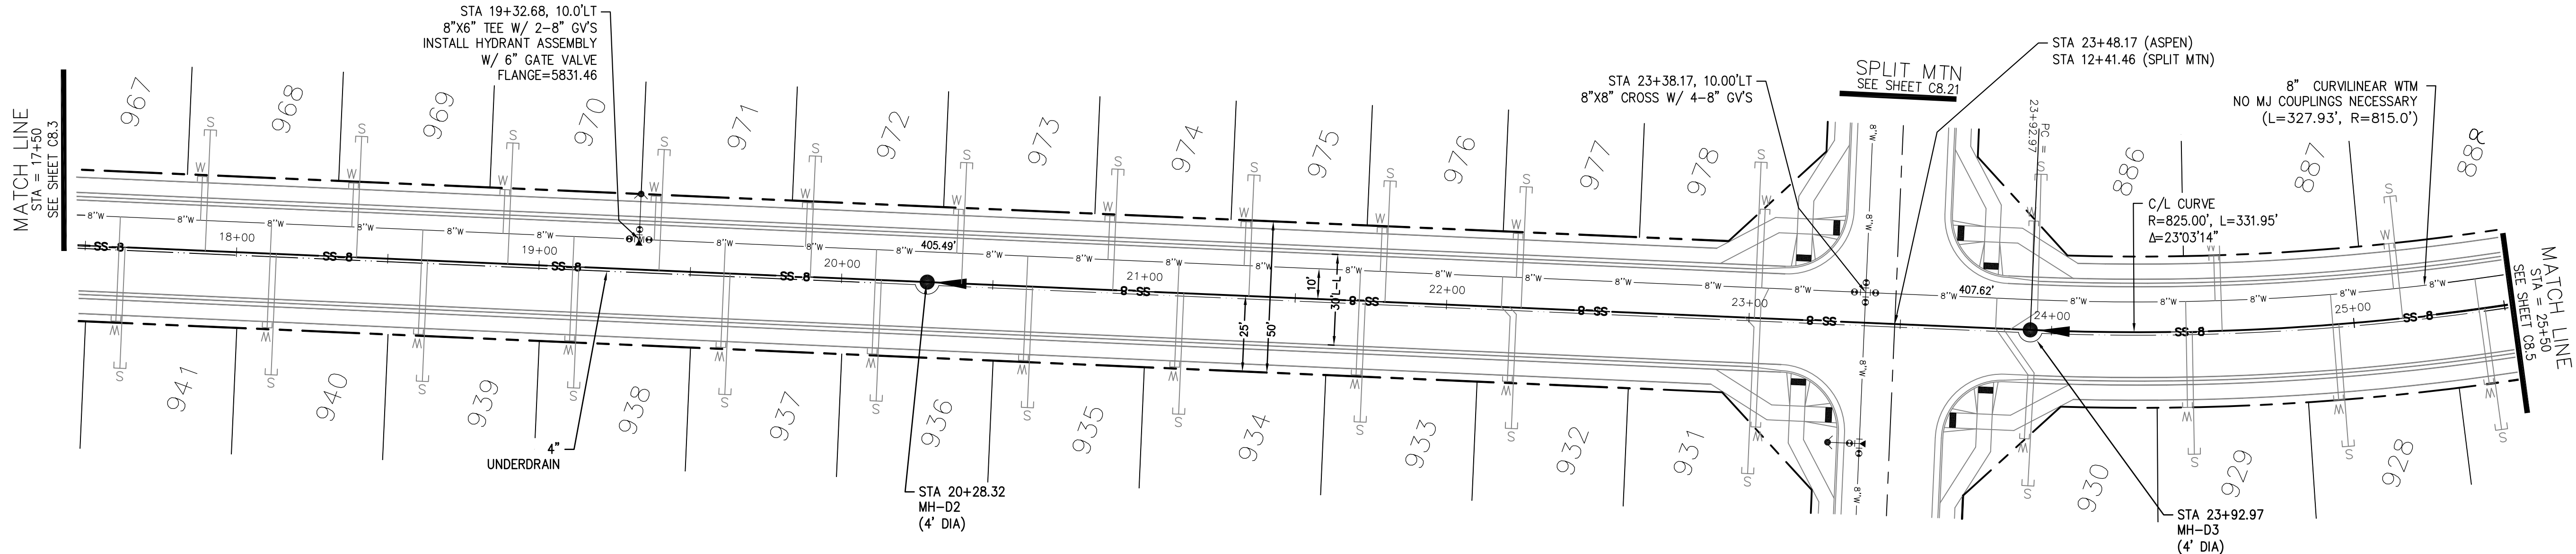 STA 19+32.68, 10.0'LT
8"X6" TEE W/ 2-8" GV'S
INSTALL HYDRANT ASSEMBLY
W/ 6" GATE VALVE
FLANGE=5831.46
MATCH LINE
STA = 17+50
SEE SHEET C8.3
967
968
969
970
971
972
973
974
975
976
977
978
STA 23+38.17, 10.00'LT
8"X8" CROSS W/ 4-8" GV'S
SPLIT MTN
SEE SHEET C8.21
STA 23+48.17 (ASPEN)
STA 12+41.46 (SPLIT MTN)
PC =
23+92.97
8" CURVILINEAR WTM
NO MJ COUPLINGS NECESSARY
(L=327.93', R=815.0')
886
887
888
C/L CURVE
R=825.00', L=331.95'
Δ=23°03'14"
MATCH LINE
STA = 25+50
SEE SHEET C8.5
18+00
19+00
20+00
21+00
22+00
23+00
24+00
25+00
405.49'
407.62'
8"W
SS-8
10'
30' L-L
25'
50'
S
W
941
940
939
938
937
936
935
934
933
932
931
930
929
928
4"
UNDERDRAIN
STA 20+28.32
MH-D2
(4' DIA)
STA 23+92.97
MH-D3
(4' DIA)